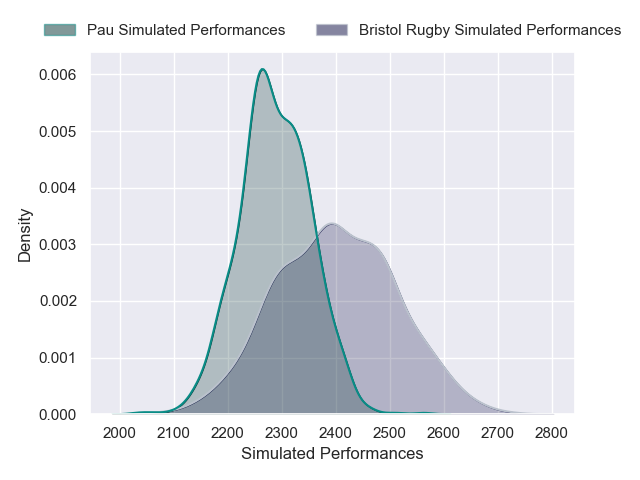 Pau Simulated Performances
Bristol Rugby Simulated Performances
0.006
0.005
0.004
0.003
0.002
0.001
0.000
Density
2000 2100 2200 2300 2400 2500 2600 2700 2800
Simulated Performances